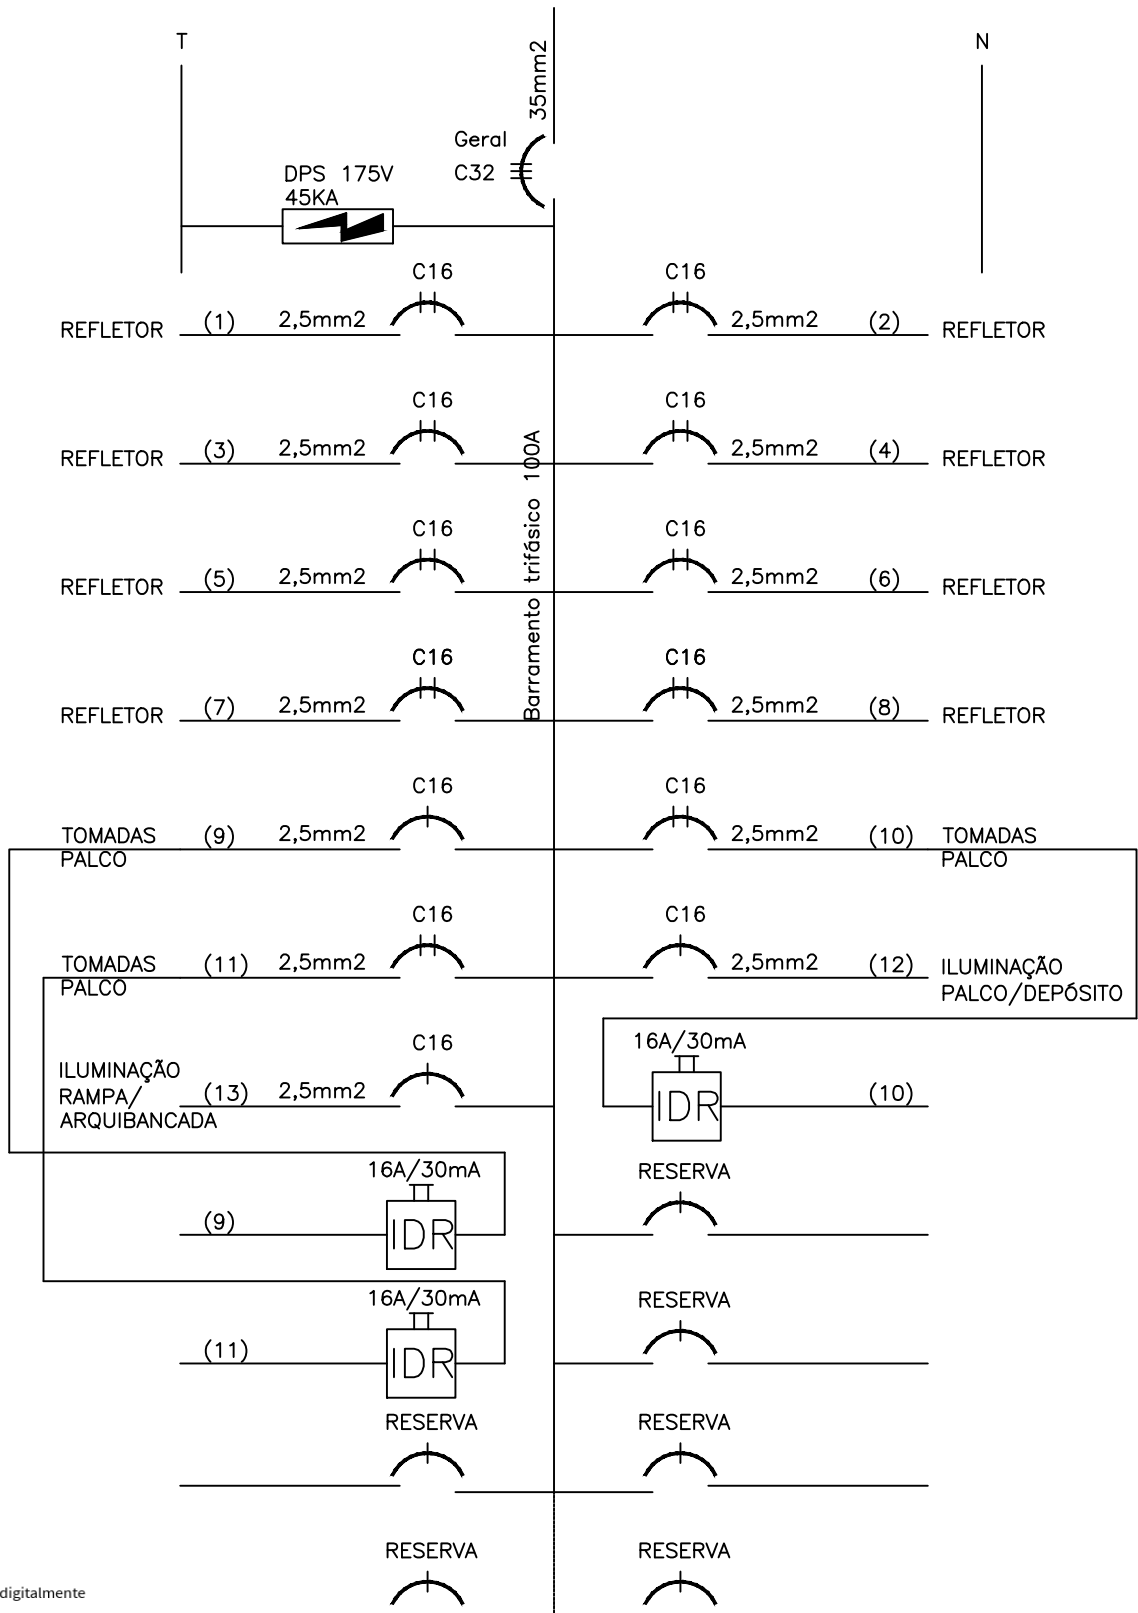 T
N
35mm2
Geral
C32
DPS 175V
45KA
C16
C16
REFLETOR (1) 2,5mm2
2,5mm2 (2) REFLETOR
C16
C16
REFLETOR (3) 2,5mm2
2,5mm2 (4) REFLETOR
Barramento trifásico 100A
C16
C16
REFLETOR (5) 2,5mm2
2,5mm2 (6) REFLETOR
C16
C16
REFLETOR (7) 2,5mm2
2,5mm2 (8) REFLETOR
C16
C16
TOMADAS (9) 2,5mm2
PALCO
2,5mm2 (10) TOMADAS
PALCO
C16
C16
TOMADAS (11) 2,5mm2
PALCO
2,5mm2 (12) ILUMINAÇÃO
PALCO/DEPÓSITO
C16
ILUMINAÇÃO
RAMPA/ (13) 2,5mm2
ARQUIBANCADA
16A/30mA
IDR (10)
16A/30mA
(9) IDR
RESERVA
16A/30mA
(11) IDR
RESERVA
RESERVA
RESERVA
RESERVA
RESERVA
digitalmente